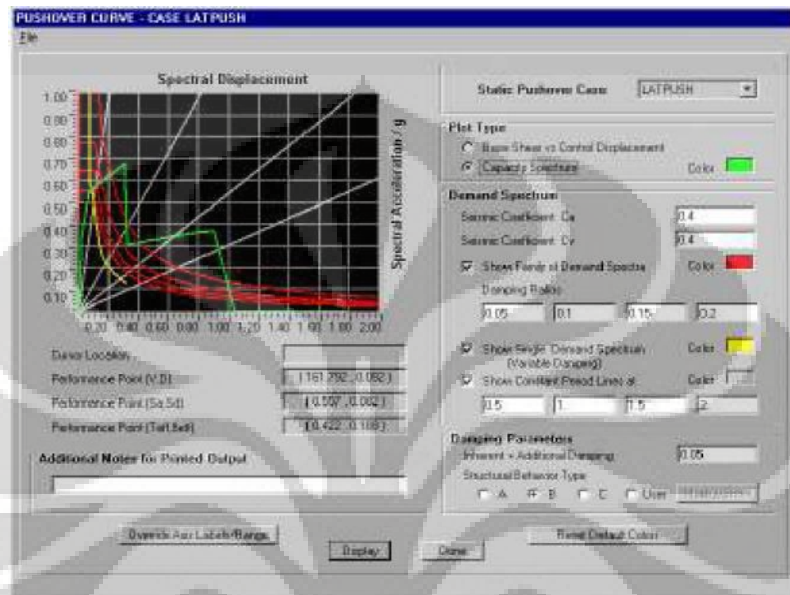 PUSHOVER CURVE - CASE LATPUSH
File
Spectral Displacement
Spectral Acceleration / g
1.00
0.90
0.80
0.70
0.60
0.50
0.40
0.30
0.20
0.10
0.20 0.40 0.60 0.80 1.00 1.20 1.40 1.60 1.80 2.00
Cursor Location
Performance Point (V,D)
Performance Point (Sa,Sd)
Performance Point (Teff,Beff)
Additional Notes for Printed Output
Static Pushover Case LATPUSH
Plot Type
Base Shear vs Control Displacement
Capacity Spectrum Color
Demand Spectrum
Seismic Coefficient Ca 0.4
Seismic Coefficient Cv 0.4
Show Family of Demand Spectra Color
Damping Ratios
0.05 0.1 0.15 0.2
Show Single Demand Spectrum Color
(Variable Damping)
Show Constant Period Lines at Color
0.5 1. 1.5 2.
Damping Parameters
Inherent + Additional Damping 0.05
Structural Behavior Type
A B C User
Override Axis Labels/Range
Reset Default Colors
Display
Done